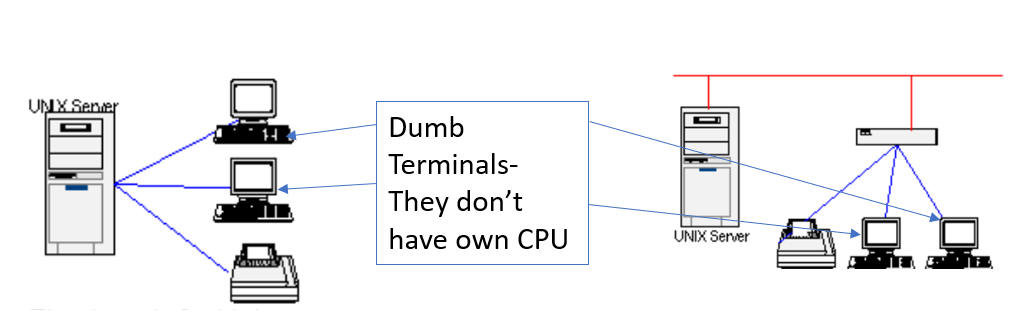 UNIX Server
Dumb
Terminals-
They don't
have own CPU
UNIX Server